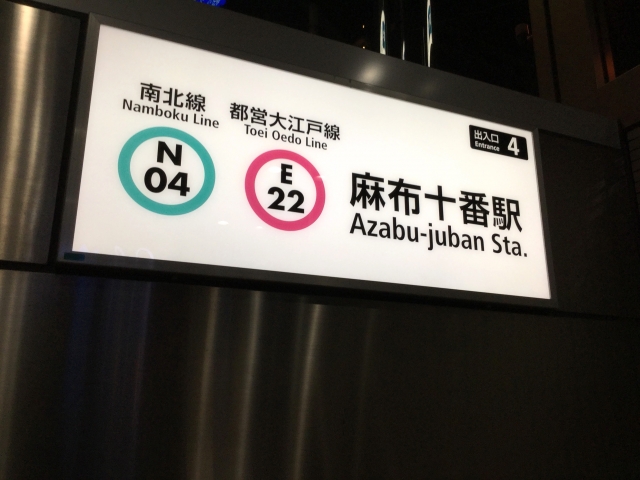 南北線
Namboku Line
N
04
都営大江戸線
Toei Oedo Line
E
22
麻布十番駅
Azabu-juban Sta.
出入口
Entrance
4